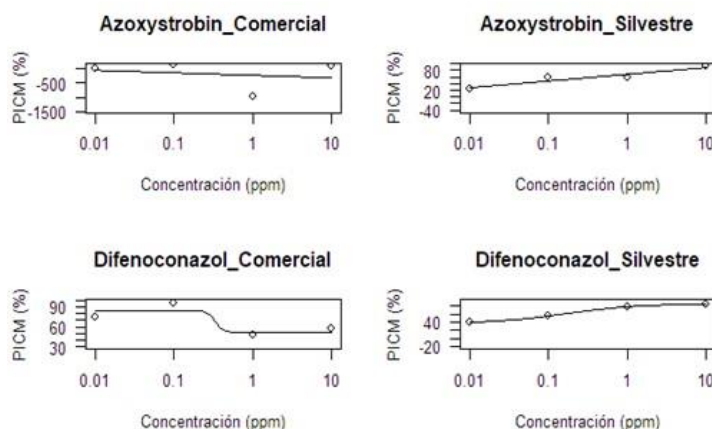 Azoxystrobin_Comercial
PICM (%)
-500
-1500
0.01 0.1 1 10
Concentración (ppm)
Azoxystrobin_Silvestre
PICM (%)
80
20
-40
0.01 0.1 1 10
Concentración (ppm)
Difenoconazol_Comercial
PICM (%)
90
60
30
0.01 0.1 1 10
Concentración (ppm)
Difenoconazol_Silvestre
PICM (%)
40
-20
0.01 0.1 1 10
Concentración (ppm)